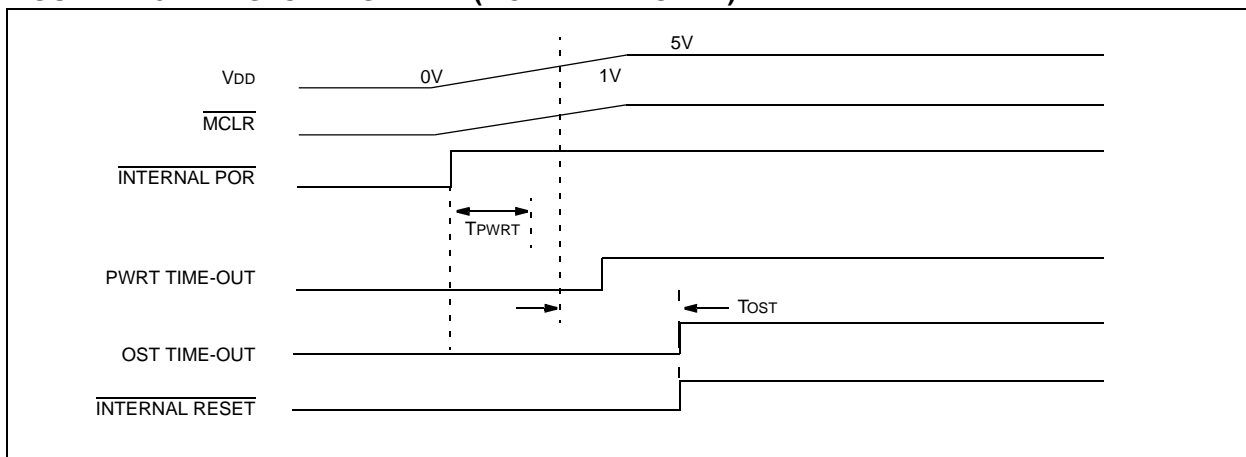 5V
VDD 0V 1V
MCLR
INTERNAL POR
TPWRT
PWRT TIME-OUT
TOST
OST TIME-OUT
INTERNAL RESET